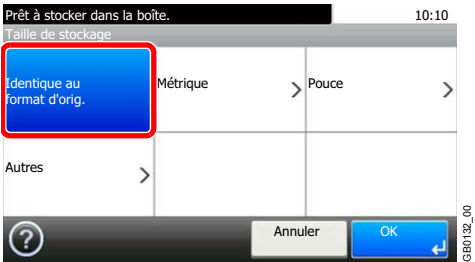 Prêt à stocker dans la boîte. 10:10
Taille de stockage
Identique au
format d'orig.
Métrique
Pouce
Autres
?
Annuler
OK
GB0132_00